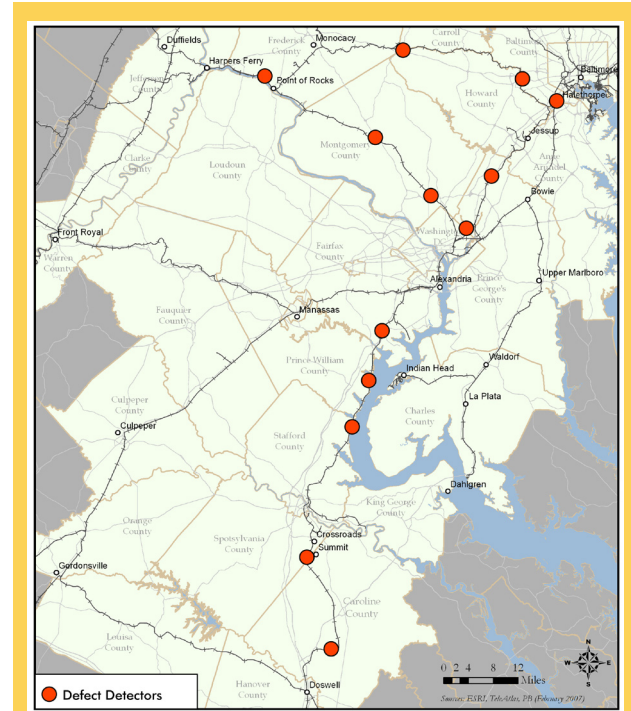 Duffields
Frederick
County
Monocacy
Carroll
County
Baltimore
County
Baltimore
Harpers Ferry
Jefferson
County
Point of Rocks
Howard
County
Halethorpe
Jessup
Montgomery
County
Clarke
County
Loudoun
County
Anne
Arundel
County
Bowie
Front Royal
Washington
Fairfax
County
Warren
County
Alexandria
Prince
George's
County
Upper Marlboro
Fauquier
County
Manassas
Prince William
County
Waldorf
Indian Head
La Plata
Culpeper
County
Charles
County
Culpeper
Stafford
County
Dahlgren
King George
County
Orange
County
Spotsylvania
County
Crossroads
Summit
Gordonsville
Caroline
County
Louisa
County
N
W
E
S
0 2 4 8 12
Miles
Hanover
County
Doswell
Defect Detectors
Sources: ESRI, TeleAtlas, PB (February 2007)